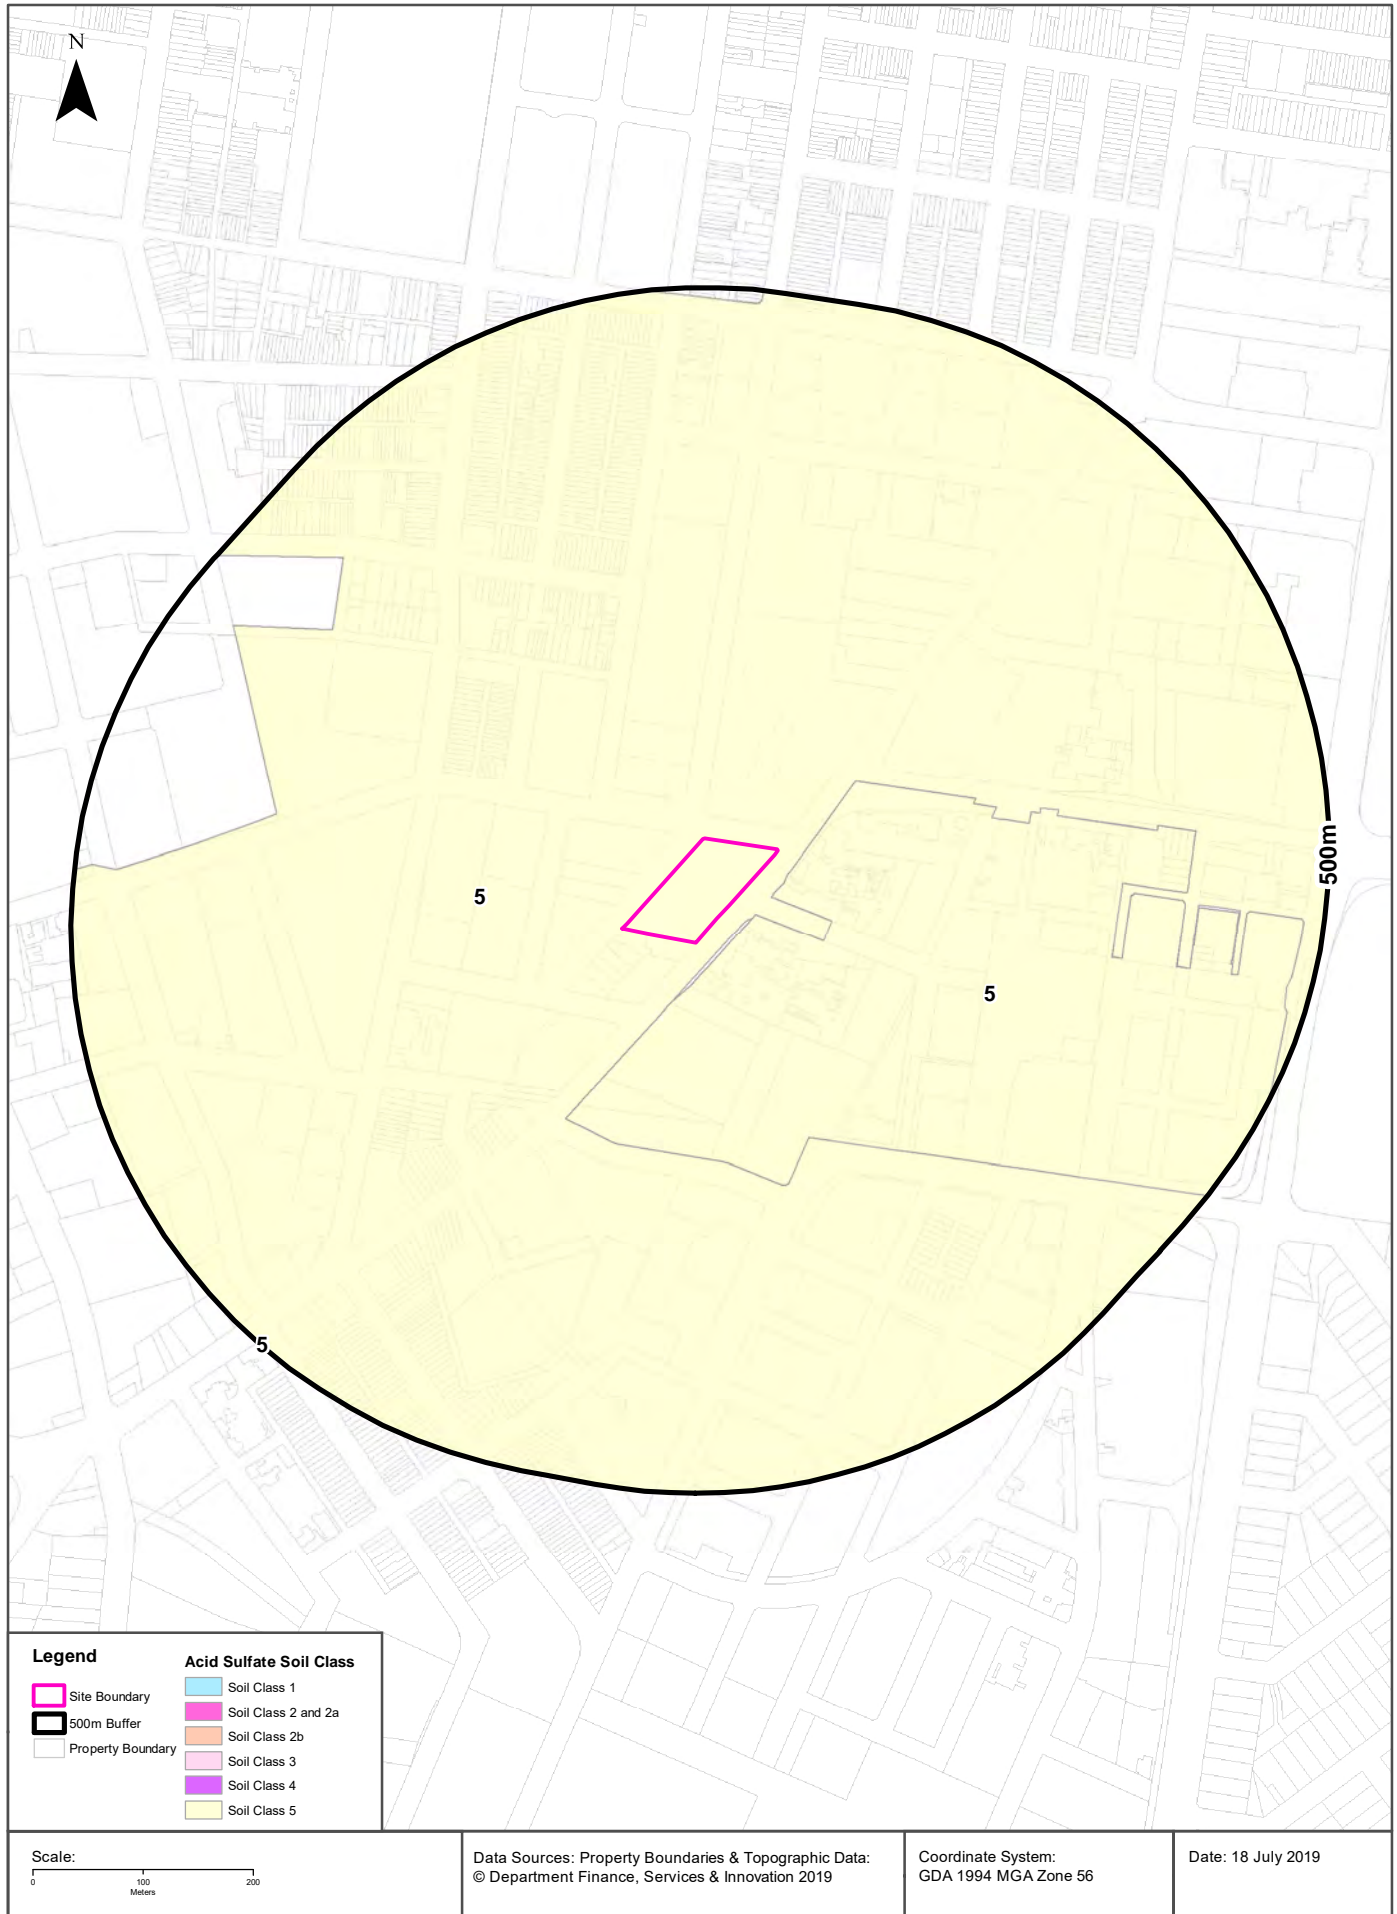 N
500m
5
5
5
Legend
Site Boundary
500m Buffer
Property Boundary
Acid Sulfate Soil Class
Soil Class 1
Soil Class 2 and 2a
Soil Class 2b
Soil Class 3
Soil Class 4
Soil Class 5
Scale:
0 100 200
Meters
Data Sources: Property Boundaries & Topographic Data:
© Department Finance, Services & Innovation 2019
Coordinate System:
GDA 1994 MGA Zone 56
Date: 18 July 2019